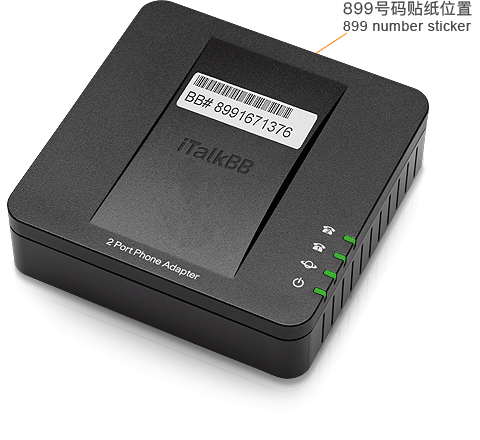 899号码贴纸位置
899 number sticker
BB# 8991671376
iTalkBB
2 Port Phone Adapter